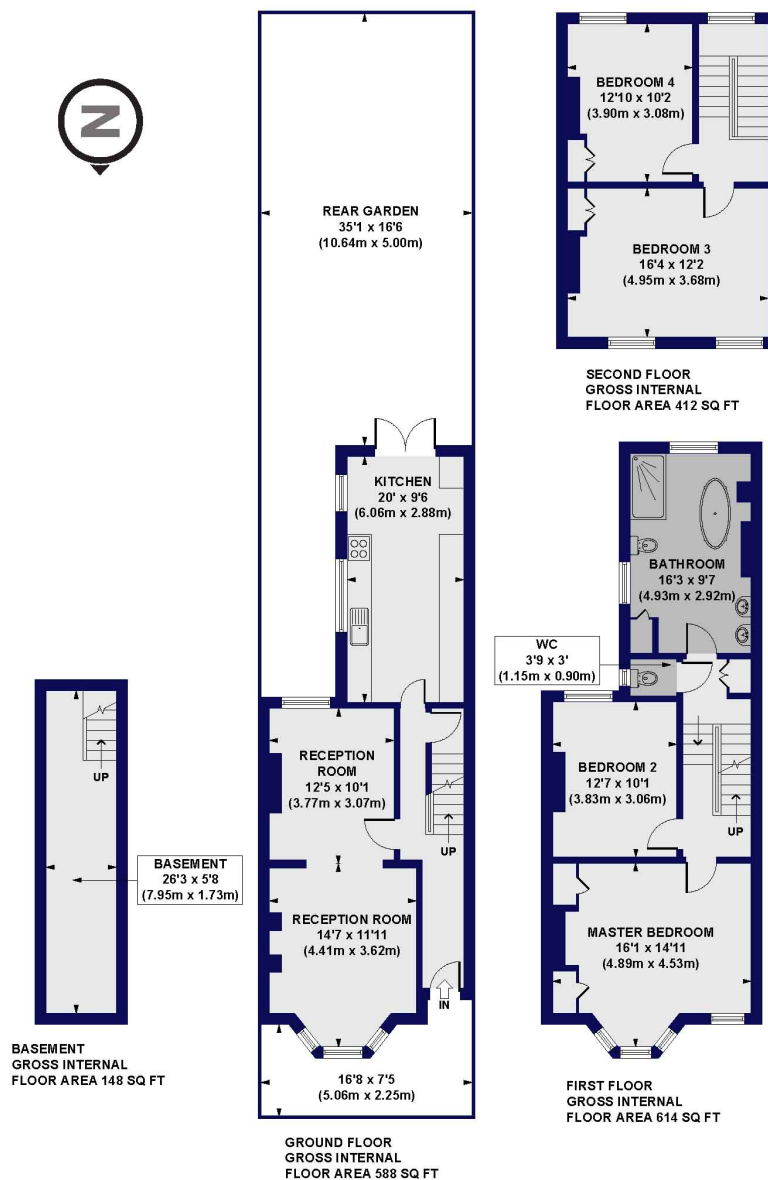 N
REAR GARDEN
35'1 x 16'6
(10.64m x 5.00m)
BEDROOM 4
12'10 x 10'2
(3.90m x 3.08m)
BEDROOM 3
16'4 x 12'2
(4.95m x 3.68m)
SECOND FLOOR
GROSS INTERNAL
FLOOR AREA 412 SQ FT
KITCHEN
20' x 9'6
(6.06m x 2.88m)
BATHROOM
16'3 x 9'7
(4.93m x 2.92m)
WC
3'9 x 3'
(1.15m x 0.90m)
RECEPTION
ROOM
12'5 x 10'1
(3.77m x 3.07m)
UP
BEDROOM 2
12'7 x 10'1
(3.83m x 3.06m)
UP
UP
BASEMENT
26'3 x 5'8
(7.95m x 1.73m)
RECEPTION ROOM
14'7 x 11'11
(4.41m x 3.62m)
IN
MASTER BEDROOM
16'1 x 14'11
(4.89m x 4.53m)
BASEMENT
GROSS INTERNAL
FLOOR AREA 148 SQ FT
16'8 x 7'5
(5.06m x 2.25m)
GROUND FLOOR
GROSS INTERNAL
FLOOR AREA 588 SQ FT
FIRST FLOOR
GROSS INTERNAL
FLOOR AREA 614 SQ FT